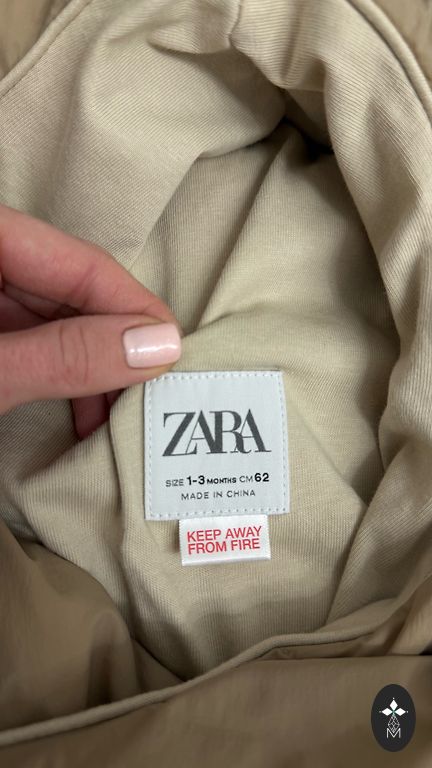 ZARA
SIZE 1-3 MONTHS CM 62
MADE IN CHINA
KEEP AWAY
FROM FIRE
M